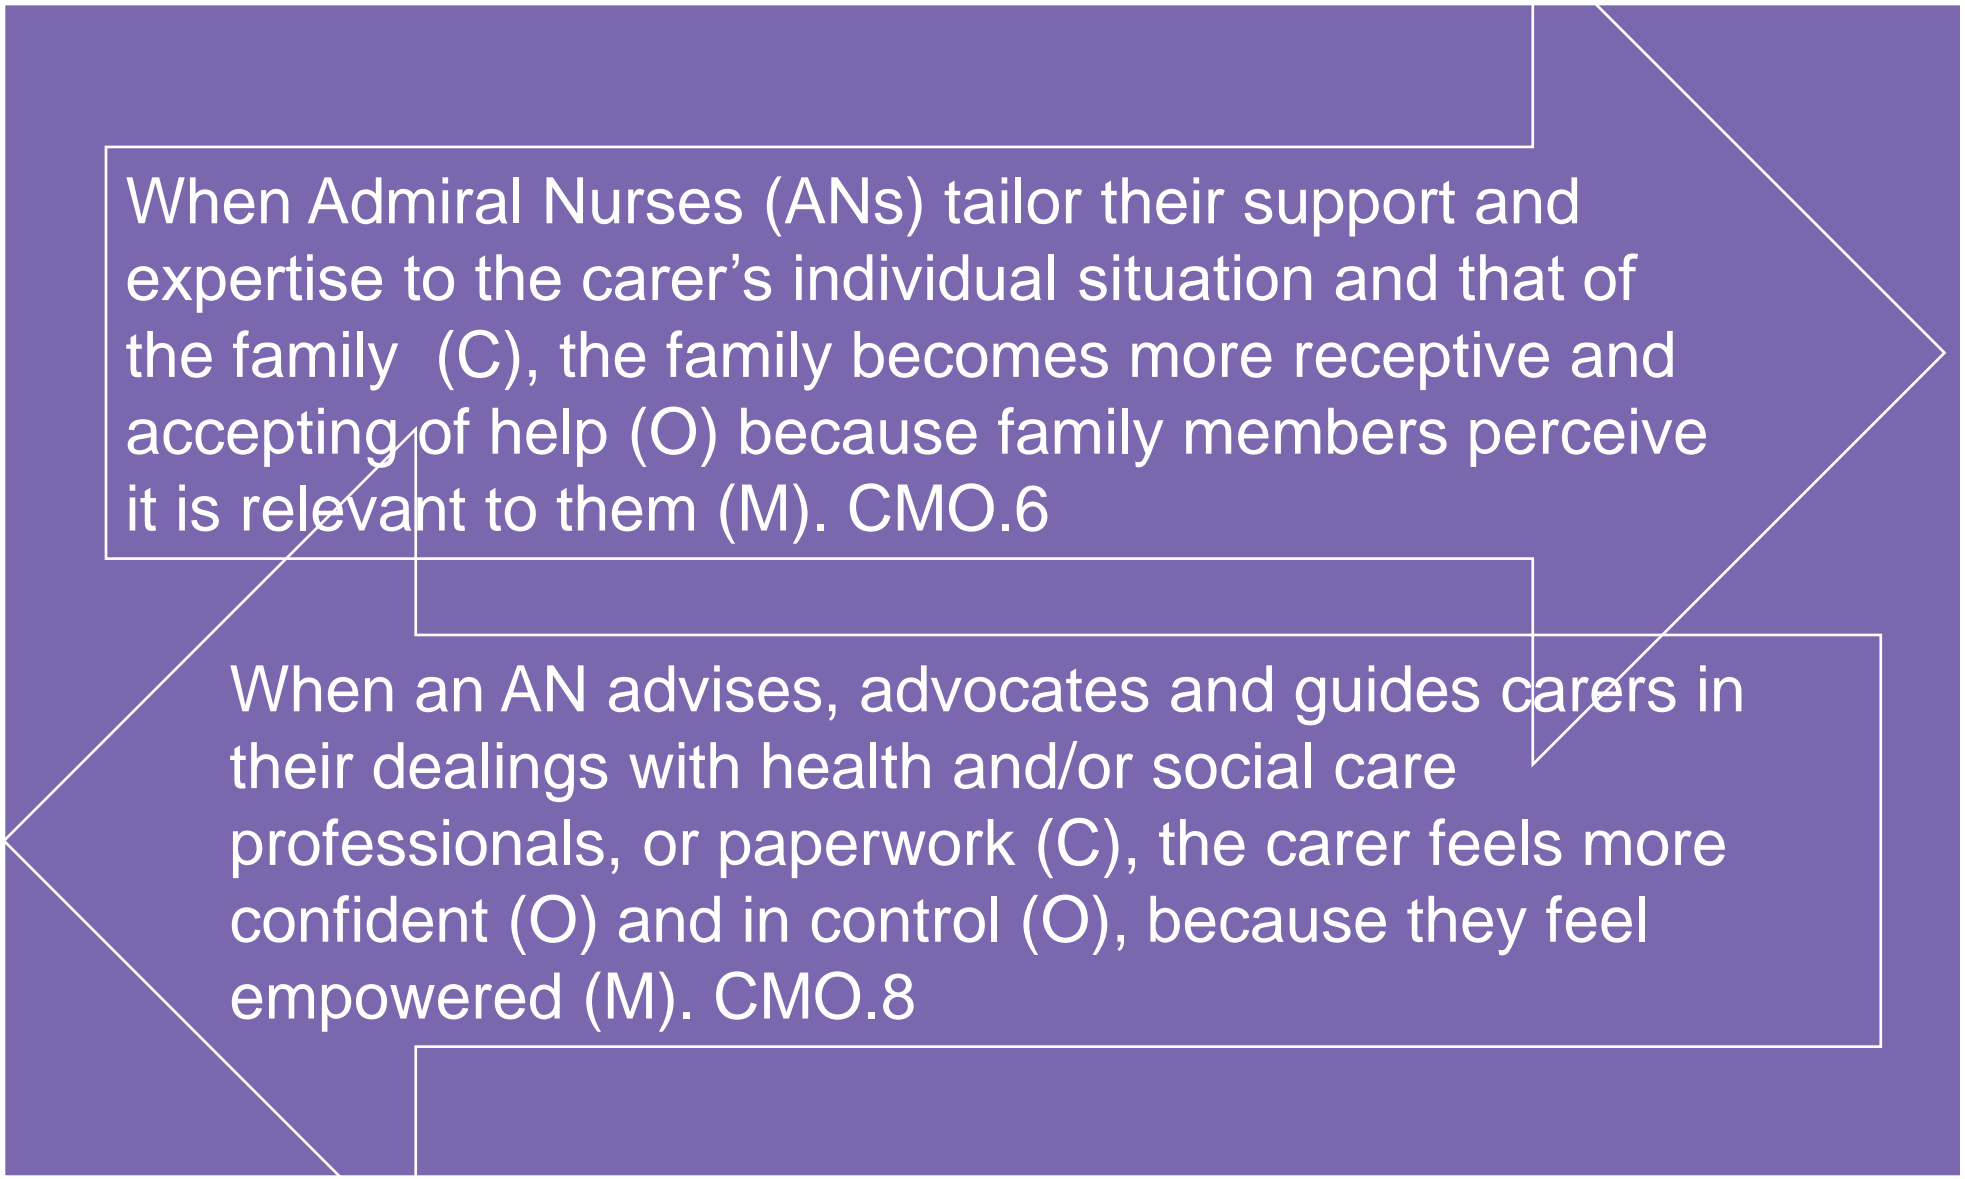 When Admiral Nurses (ANs) tailor their support and
expertise to the carer’s individual situation and that of
the family  (C), the family becomes more receptive and
accepting of help (O) because family members perceive
it is relevant to them (M). CMO.6
When an AN advises, advocates and guides carers in
their dealings with health and/or social care
professionals, or paperwork (C), the carer feels more
confident (O) and in control (O), because they feel
empowered (M). CMO.8